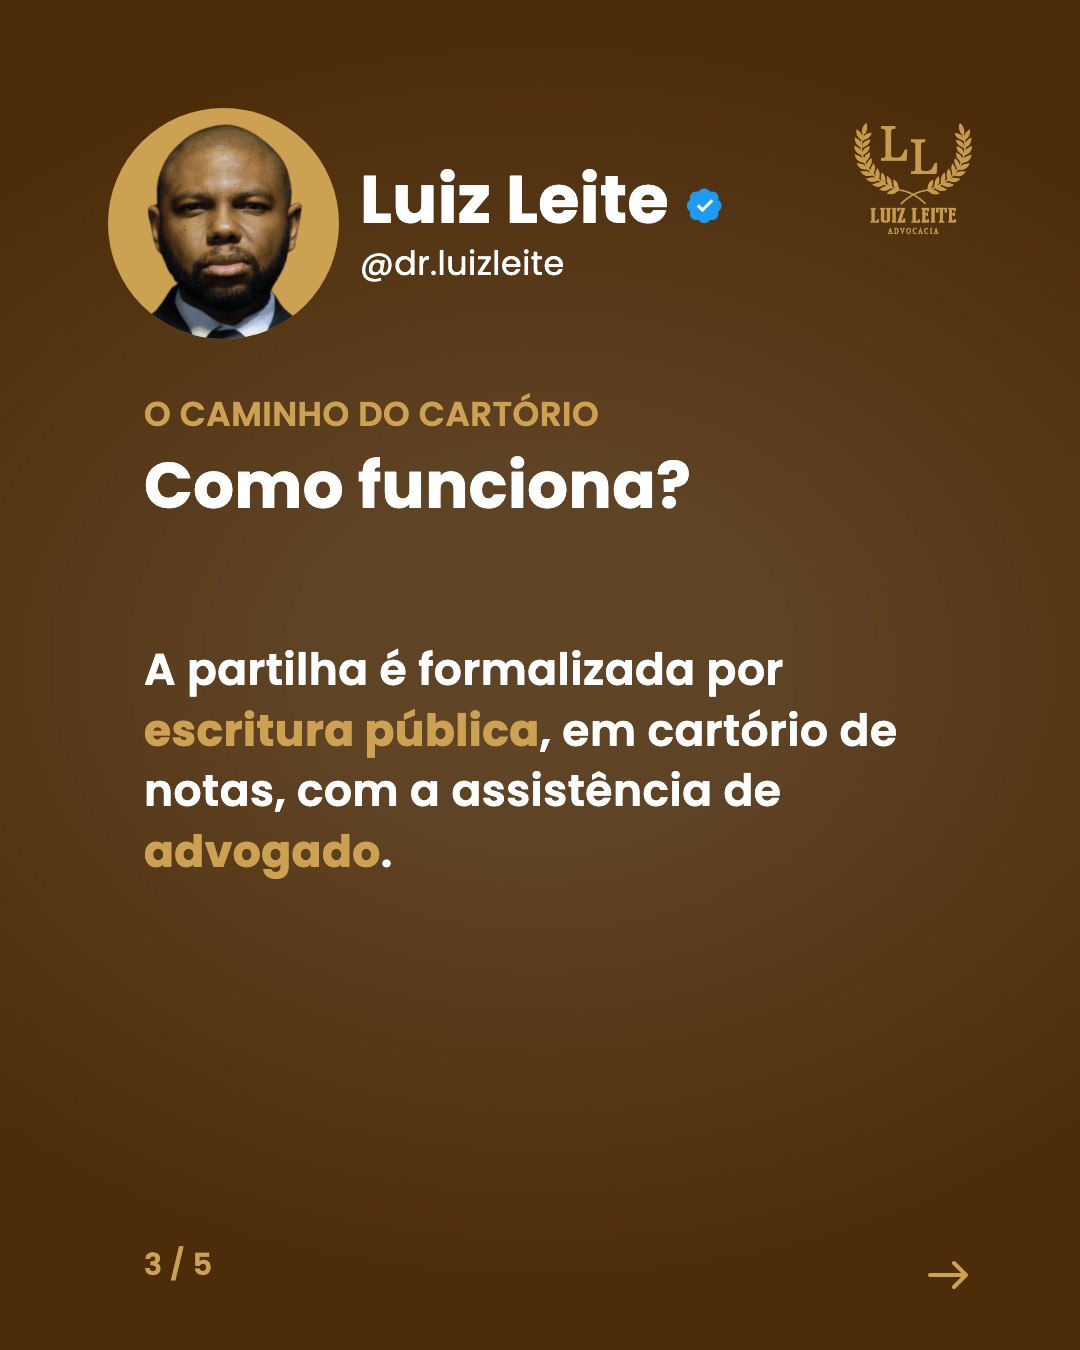 Luiz Leite
@dr.luizleite
LL
LUIZ LEITE
ADVOCACIA
O CAMINHO DO CARTÓRIO
Como funciona?
A partilha é formalizada por
escritura pública, em cartório de
notas, com a assistência de
advogado.
3 / 5